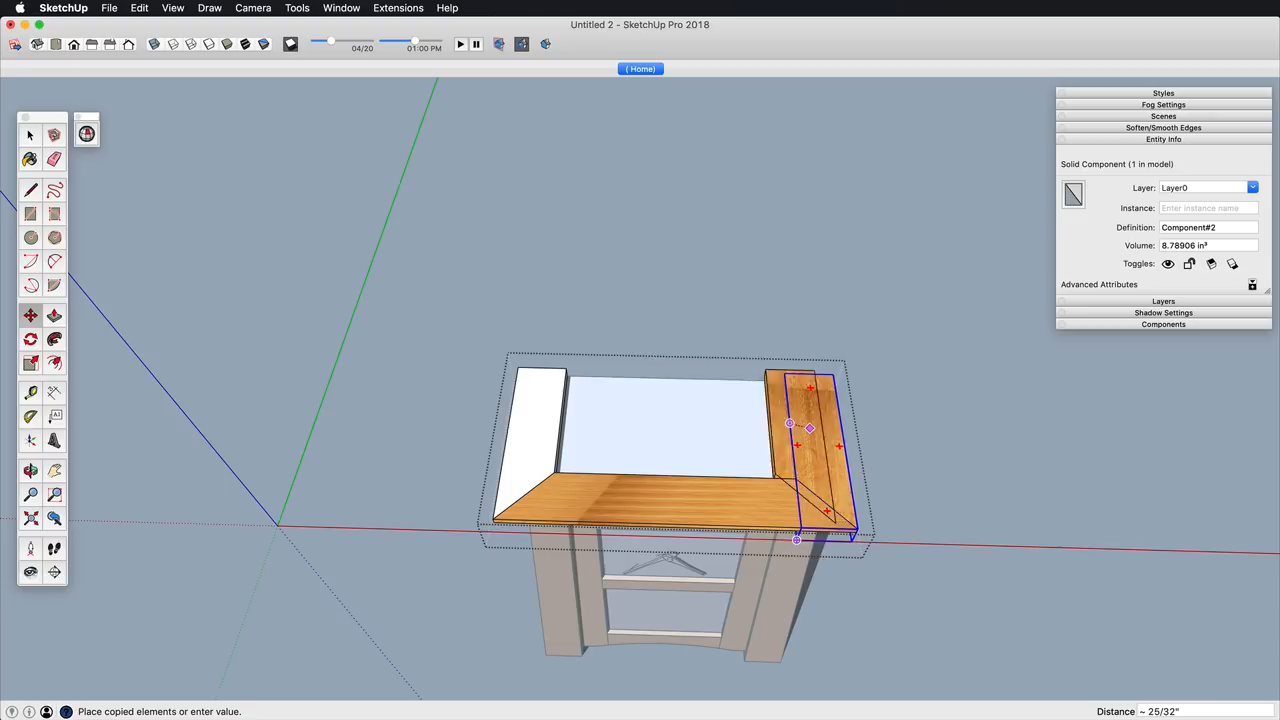 SketchUp File Edit View Draw Camera Tools Window Extensions Help
Untitled 2 - SketchUp Pro 2018
04/20 01:00 PM
( Home)
Styles
Fog Settings
Scenes
Soften/Smooth Edges
Entity Info
Solid Component (1 in model)
Layer: Layer0
Instance: Enter instance name
Definition: Component#2
Volume: 8.78906 in³
Toggles:
Advanced Attributes
Layers
Shadow Settings
Components
Place copied elements or enter value.
Distance ~ 25/32"